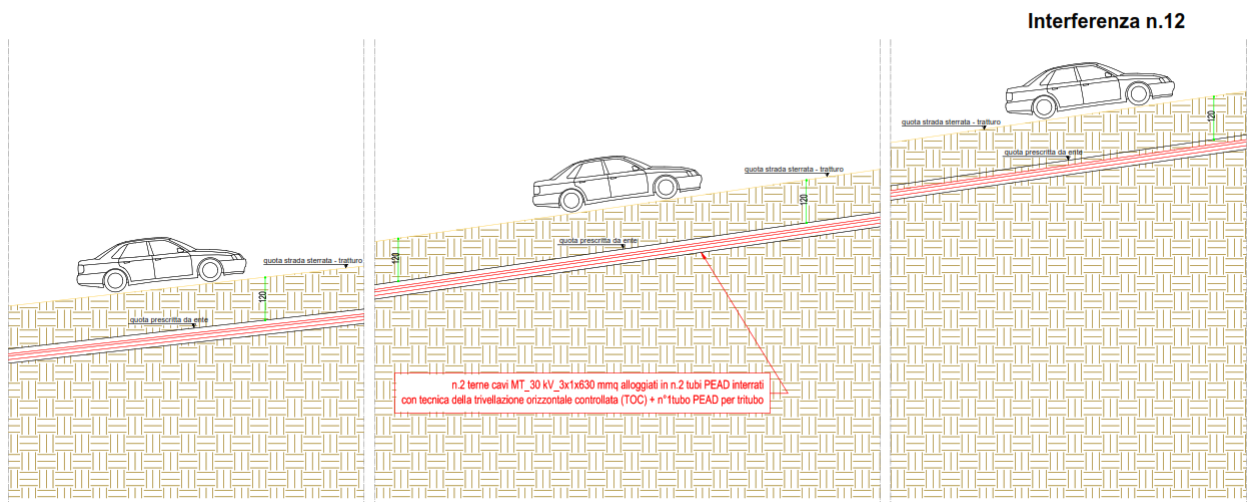 Interferenza n.12
quota strada sterrata - tratturo
120
quota prescritta da ente
quota strada sterrata - tratturo
120
120
quota prescritta da ente
n.2 terne cavi MT_30 kV_3x1x630 mmq alloggiati in n.2 tubi PEAD interrati
con tecnica della trivellazione orizzontale controllata (TOC) + n°1tubo PEAD per tritubo
quota strada sterrata - tratturo
120
quota prescritta da ente